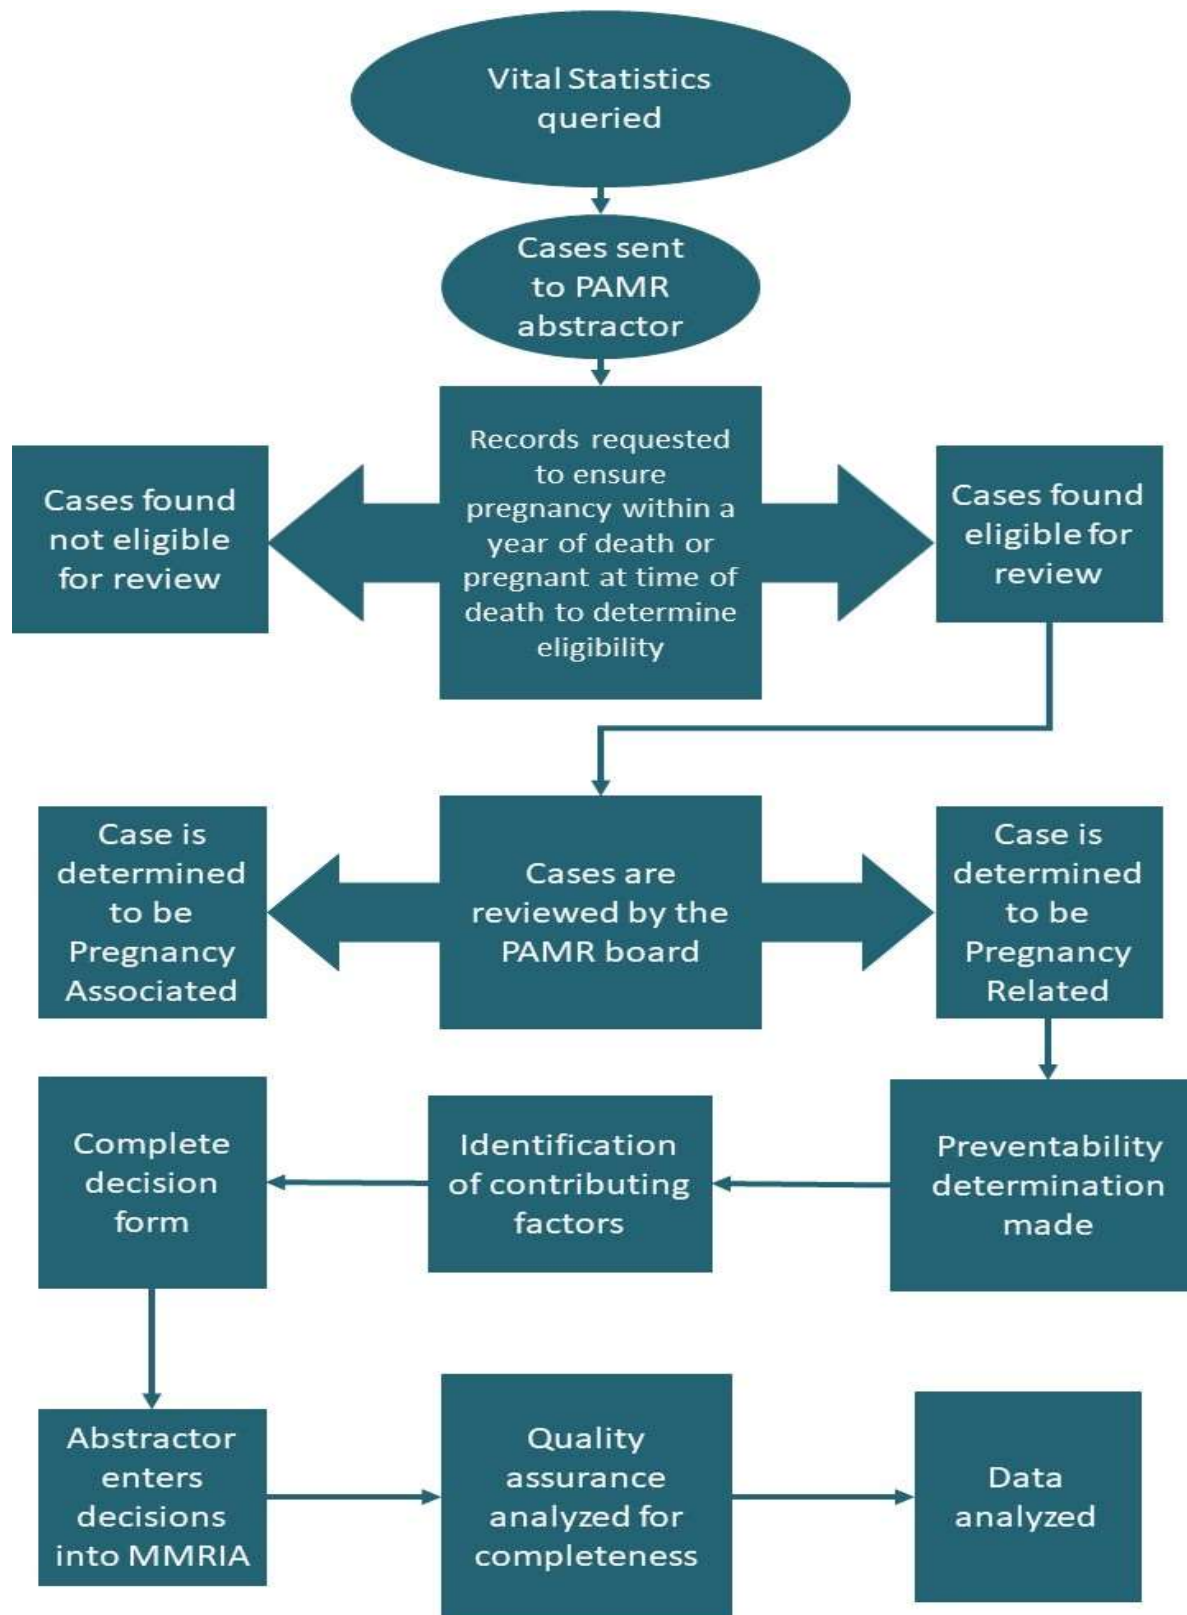 Vital Statistics
queried
Cases sent
to PAMR
abstractor
Records requested
to ensure
pregnancy within a
year of death or
pregnant at time of
death to determine
eligibility
Cases found
not eligible
for review
Cases found
eligible for
review
Cases are
reviewed by the
PAMR board
Case is
determined
to be
Pregnancy
Associated
Case is
determined
to be
Pregnancy
Related
Preventability
determination
made
Identification
of contributing
factors
Complete
decision
form
Abstractor
enters
decisions
into MMRIA
Quality
assurance
analyzed for
completeness
Data
analyzed